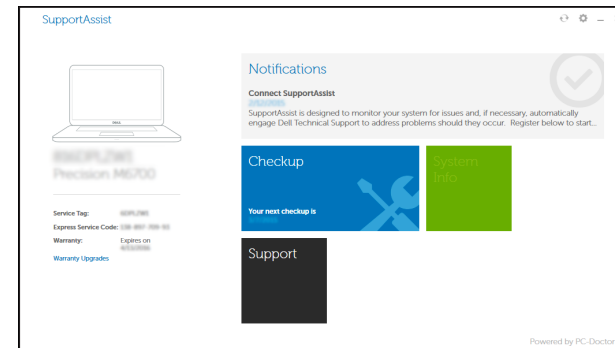 SupportAssist
Notifications
Connect SupportAssist
SupportAssist is designed to monitor your system for issues and, if necessary, automatically
engage Dell Technical Support to address problems should they occur. Register below to start...
DELL
Precision M6700
Checkup
System
Info
Your next checkup is
Service Tag:
Express Service Code:
Warranty: Expires on
Warranty Upgrades
Support
Powered by PC-Doctor